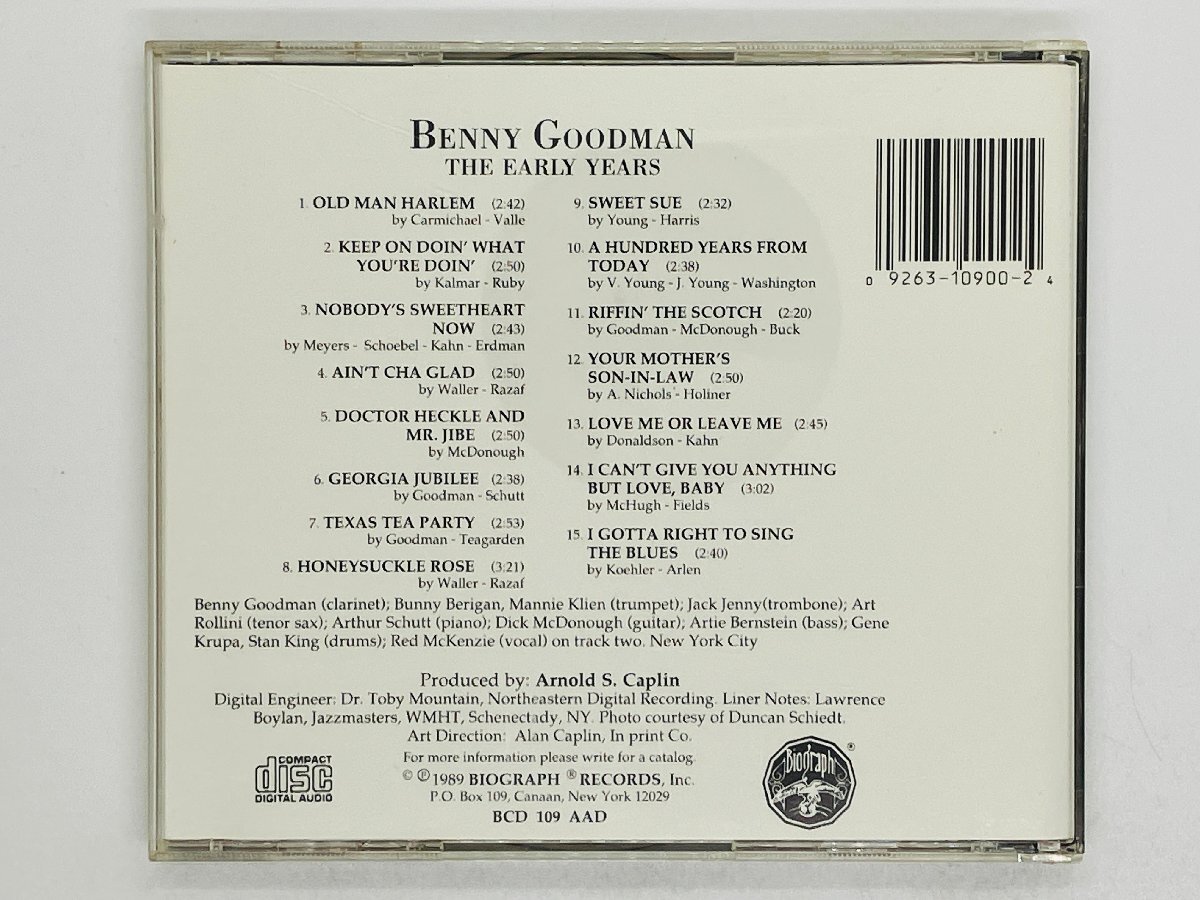 BENNY GOODMAN
THE EARLY YEARS
1. OLD MAN HARLEM (2:42)
by Carmichael - Valle
2. KEEP ON DOIN' WHAT
YOU'RE DOIN' (2:50)
by Kalmar - Ruby
3. NOBODY'S SWEETHEART
NOW (2:43)
by Meyers - Schoebel - Kahn - Erdman
4. AIN'T CHA GLAD (2:50)
by Waller - Razaf
5. DOCTOR HECKLE AND
MR. JIBE (2:50)
by McDonough
6. GEORGIA JUBILEE (2:38)
by Goodman - Schutt
7. TEXAS TEA PARTY (2:53)
by Goodman - Teagarden
8. HONEYSUCKLE ROSE (3:21)
by Waller - Razaf
9. SWEET SUE (2:32)
by Young - Harris
10. A HUNDRED YEARS FROM
TODAY (2:38)
by V. Young - J. Young - Washington
11. RIFFIN' THE SCOTCH (2:20)
by Goodman - McDonough - Buck
12. YOUR MOTHER'S
SON-IN-LAW (2:50)
by A. Nichols - Holiner
13. LOVE ME OR LEAVE ME (2:45)
by Donaldson - Kahn
14. I CAN'T GIVE YOU ANYTHING
BUT LOVE, BABY (3:02)
by McHugh - Fields
15. I GOTTA RIGHT TO SING
THE BLUES (2:40)
by Koehler - Arlen
0 9263-10900-2 4
Benny Goodman (clarinet); Bunny Berigan, Mannie Klien (trumpet); Jack Jenny(trombone); Art
Rollini (tenor sax); Arthur Schutt (piano); Dick McDonough (guitar); Artie Bernstein (bass); Gene
Krupa, Stan King (drums); Red McKenzie (vocal) on track two. New York City
Produced by: Arnold S. Caplin
Digital Engineer: Dr. Toby Mountain, Northeastern Digital Recording. Liner Notes: Lawrence
Boylan, Jazzmasters, WMHT, Schenectady, NY. Photo courtesy of Duncan Schiedt.
Art Direction: Alan Caplin, In print Co.
For more information please write for a catalog.
© ℗1989 BIOGRAPH ® RECORDS, Inc.
P.O. Box 109, Canaan, New York 12029
BCD 109 AAD
COMPACT
disc
DIGITAL AUDIO
Biograph ®